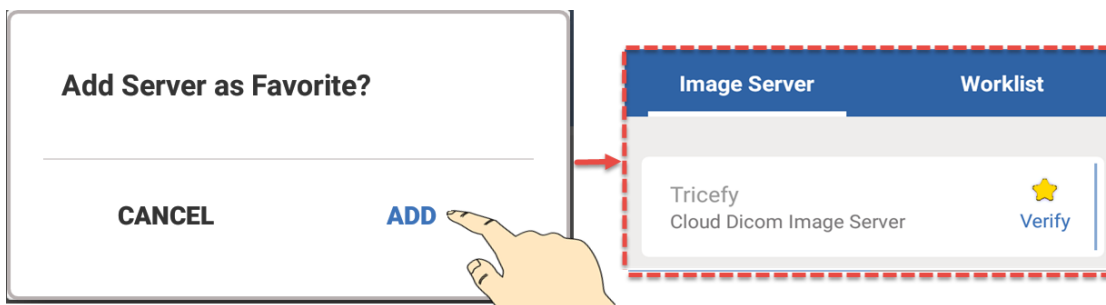 Add Server as Favorite?
CANCEL
ADD
Image Server
Worklist
Tricefy
Cloud Dicom Image Server
Verify